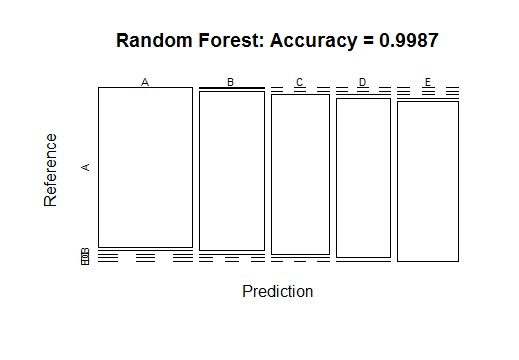 Random Forest: Accuracy = 0.9987
A B C D E
Reference
A
B
Prediction